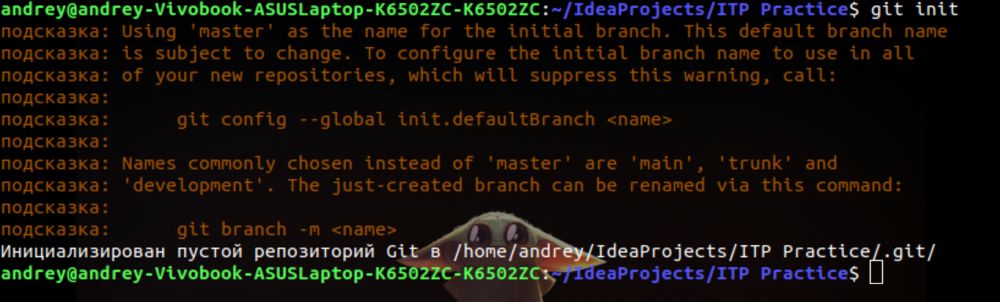 andrey@andrey-Vivobook-ASUSLaptop-K6502ZC-K6502ZC:~/IdeaProjects/ITP Practice$ git init
подсказка: Using 'master' as the name for the initial branch. This default branch name
подсказка: is subject to change. To configure the initial branch name to use in all
подсказка: of your new repositories, which will suppress this warning, call:
подсказка:
подсказка:      git config --global init.defaultBranch <name>
подсказка:
подсказка: Names commonly chosen instead of 'master' are 'main', 'trunk' and
подсказка: 'development'. The just-created branch can be renamed via this command:
подсказка:
подсказка:      git branch -m <name>
Инициализирован пустой репозиторий Git в /home/andrey/IdeaProjects/ITP Practice/.git/
andrey@andrey-Vivobook-ASUSLaptop-K6502ZC-K6502ZC:~/IdeaProjects/ITP Practice$